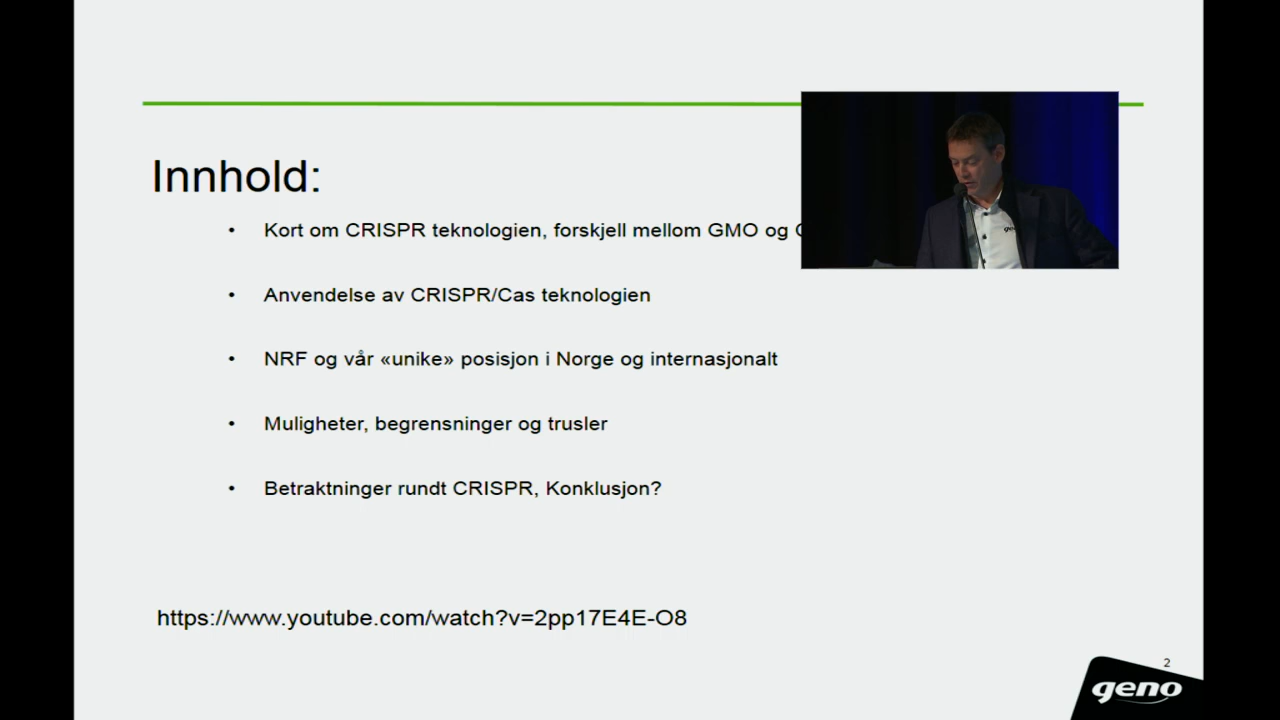 Innhold:
• Kort om CRISPR teknologien, forskjell mellom GMO og
• Anvendelse av CRISPR/Cas teknologien
• NRF og vår «unike» posisjon i Norge og internasjonalt
• Muligheter, begrensninger og trusler
• Betraktninger rundt CRISPR, Konklusjon?
https://www.youtube.com/watch?v=2pp17E4E-O8
2
geno